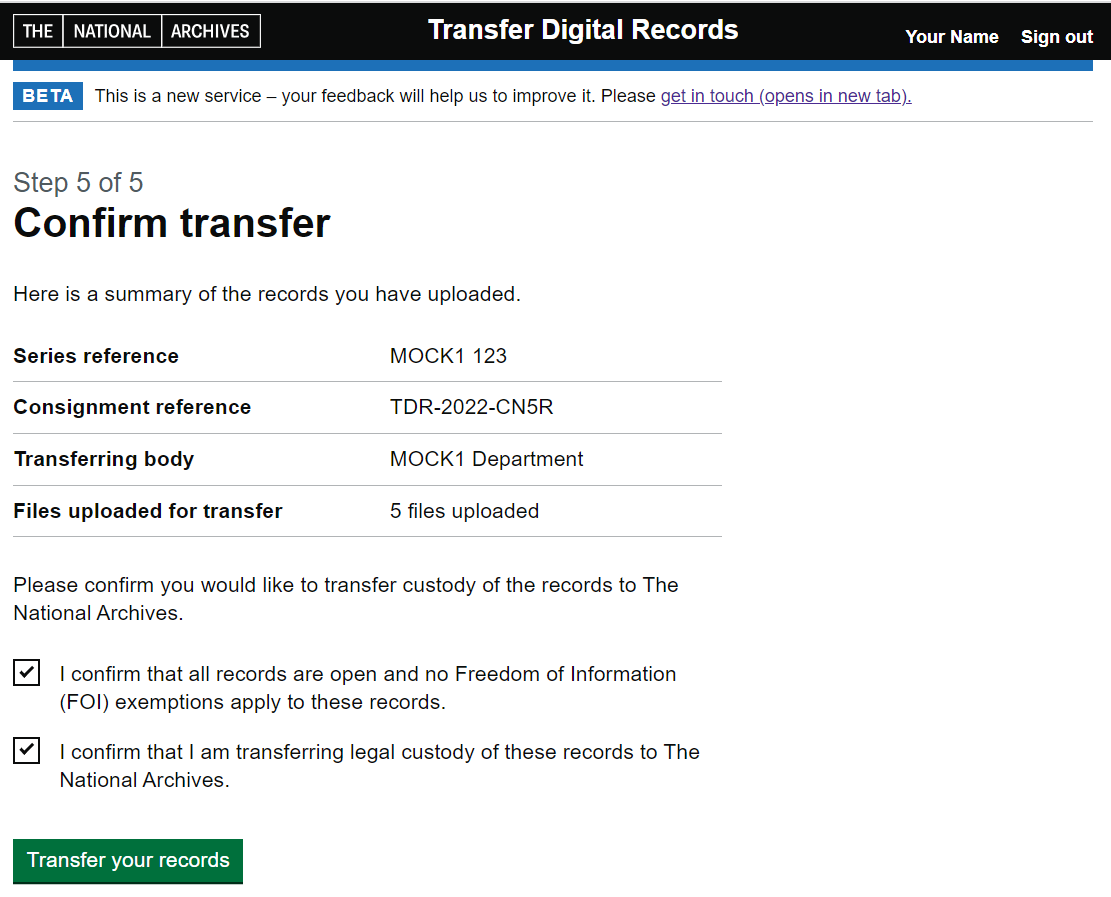 THE NATIONAL ARCHIVES
Transfer Digital Records
Your Name Sign out
BETA This is a new service – your feedback will help us to improve it. Please get in touch (opens in new tab).
Step 5 of 5
Confirm transfer
Here is a summary of the records you have uploaded.
Series reference MOCK1 123
Consignment reference TDR-2022-CN5R
Transferring body MOCK1 Department
Files uploaded for transfer 5 files uploaded
Please confirm you would like to transfer custody of the records to The
National Archives.
I confirm that all records are open and no Freedom of Information
(FOI) exemptions apply to these records.
I confirm that I am transferring legal custody of these records to The
National Archives.
Transfer your records